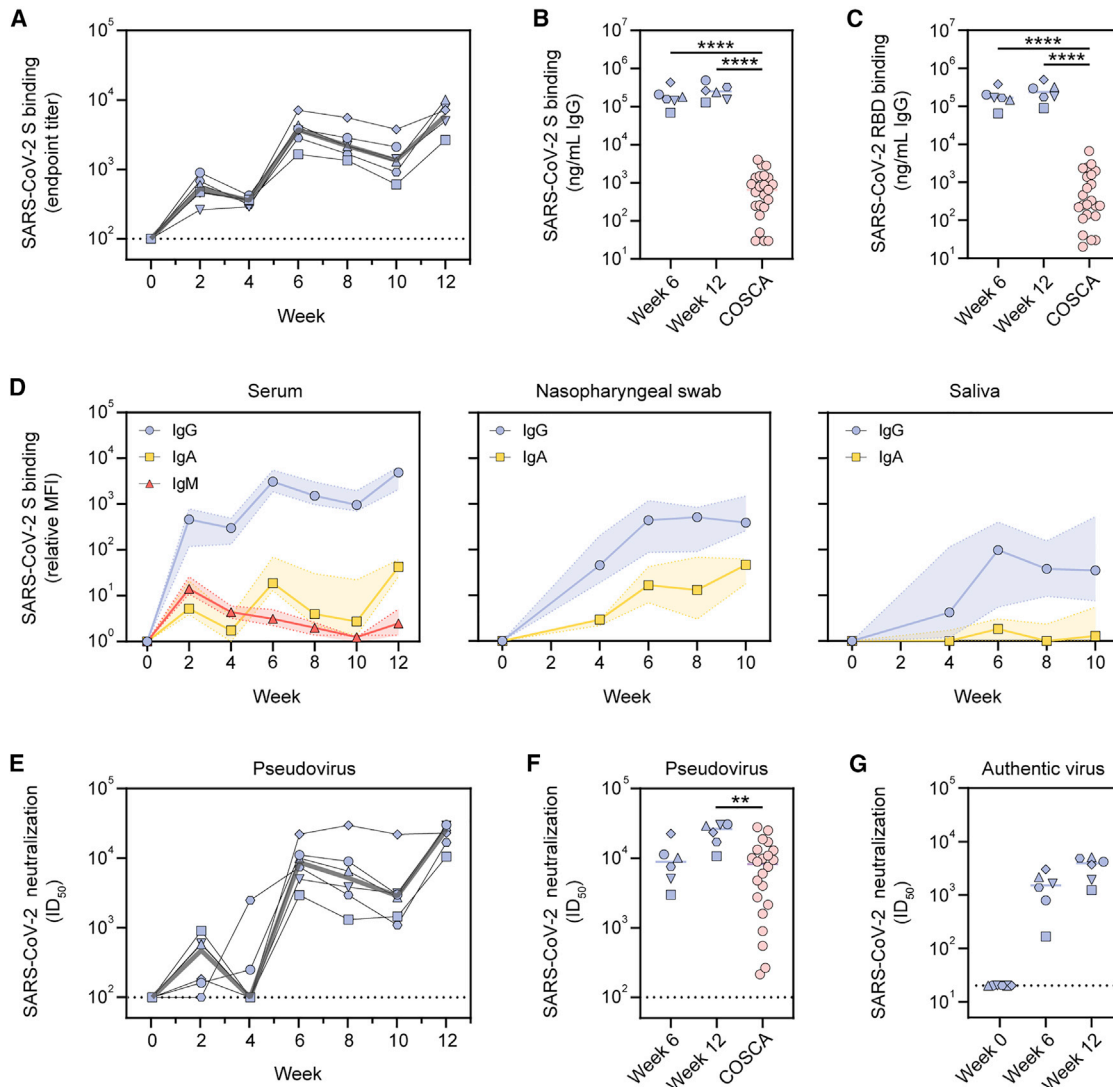 A
SARS-CoV-2 S binding
(endpoint titer)
10^5
10^4
10^3
10^2
0 2 4 6 8 10 12
Week
B
SARS-CoV-2 S binding
(ng/mL IgG)
10^7
10^6
10^5
10^4
10^3
10^2
10^1
****
****
Week 6
Week 12
COSCA
C
SARS-CoV-2 RBD binding
(ng/mL IgG)
10^7
10^6
10^5
10^4
10^3
10^2
10^1
****
****
Week 6
Week 12
COSCA
D
SARS-CoV-2 S binding
(relative MFI)
Serum
10^5
10^4
10^3
10^2
10^1
10^0
IgG
IgA
IgM
0 2 4 6 8 10 12
Week
Nasopharyngeal swab
IgG
IgA
0 2 4 6 8 10
Week
Saliva
IgG
IgA
0 2 4 6 8 10
Week
E
Pseudovirus
SARS-CoV-2 neutralization
(ID50)
10^5
10^4
10^3
10^2
0 2 4 6 8 10 12
Week
F
Pseudovirus
SARS-CoV-2 neutralization
(ID50)
10^5
10^4
10^3
10^2
**
Week 6
Week 12
COSCA
G
Authentic virus
SARS-CoV-2 neutralization
(ID50)
10^5
10^4
10^3
10^2
10^1
Week 0
Week 6
Week 12